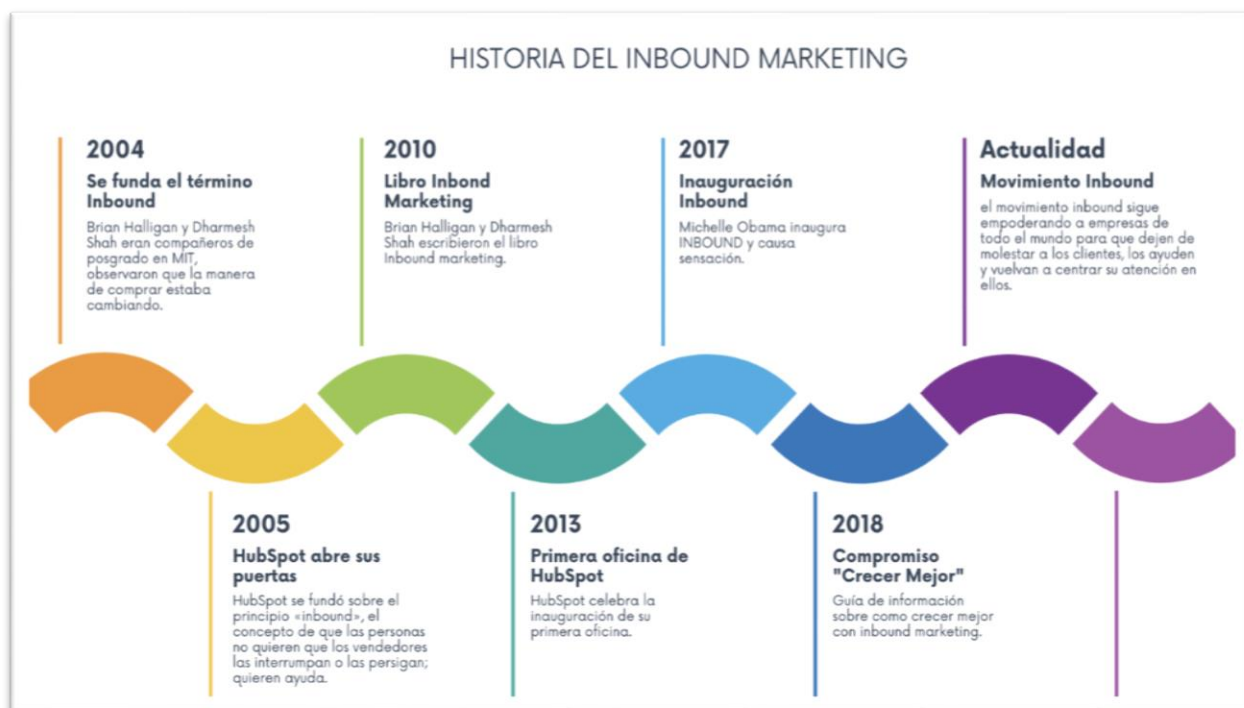 HISTORIA DEL INBOUND MARKETING
2004
Se funda el término
Inbound
Brian Halligan y Dharmesh
Shah eran compañeros de
posgrado en MIT,
observaron que la manera
de comprar estaba
cambiando.
2010
Libro Inbond
Marketing
Brian Halligan y Dharmesh
Shah escribieron el libro
Inbound marketing.
2017
Inauguración
Inbound
Michelle Obama inaugura
INBOUND y causa
sensación.
Actualidad
Movimiento Inbound
el movimiento inbound sigue
empoderando a empresas de
todo el mundo para que dejen de
molestar a los clientes, los ayuden
y vuelvan a centrar su atención en
ellos.
2005
HubSpot abre sus
puertas
HubSpot se fundó sobre el
principio «inbound», el
concepto de que las personas
no quieren que los vendedores
las interrumpan o las persigan;
quieren ayuda.
2013
Primera oficina de
HubSpot
HubSpot celebra la
inauguración de su
primera oficina.
2018
Compromiso
"Crecer Mejor"
Guía de información
sobre como crecer mejor
con inbound marketing.